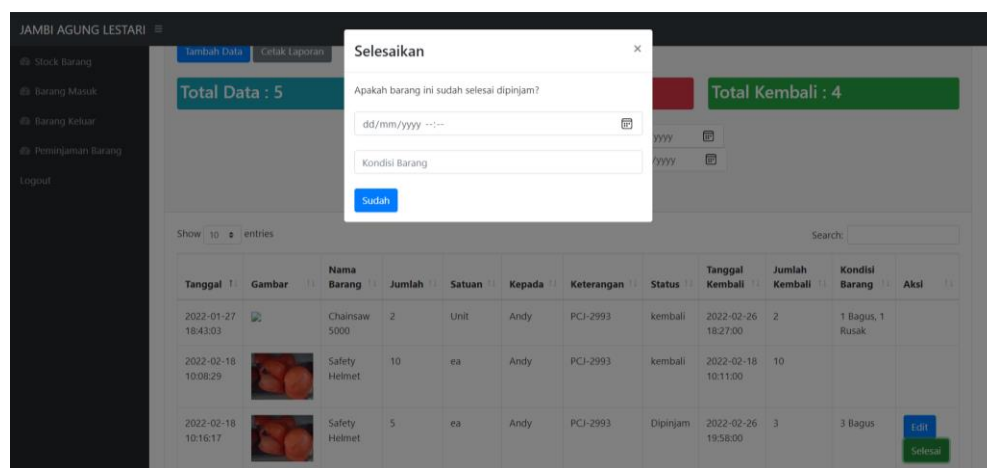 JAMBI AGUNG LESTARI
Stock Barang
Barang Masuk
Barang Keluar
Peminjaman Barang
Logout
Tambah Data Cetak Laporan
Total Data : 5
Total Kembali : 4
Selesaikan ×
Apakah barang ini sudah selesai dipinjam?
dd/mm/yyyy --:--
Kondisi Barang
Sudah
yyyy
/yyyy
Show 10 entries
Search:
Tanggal Gambar Nama Barang Jumlah Satuan Kepada Keterangan Status Tanggal Kembali Jumlah Kembali Kondisi Barang Aksi
2022-01-27 18:43:03 Chainsaw 5000 2 Unit Andy PCJ-2993 kembali 2022-02-26 18:27:00 2 1 Bagus, 1 Rusak
2022-02-18 10:08:29 Safety Helmet 10 ea Andy PCJ-2993 kembali 2022-02-18 10:11:00 10
2022-02-18 10:16:17 Safety Helmet 5 ea Andy PCJ-2993 Dipinjam 2022-02-26 19:58:00 3 3 Bagus Edit Selesai